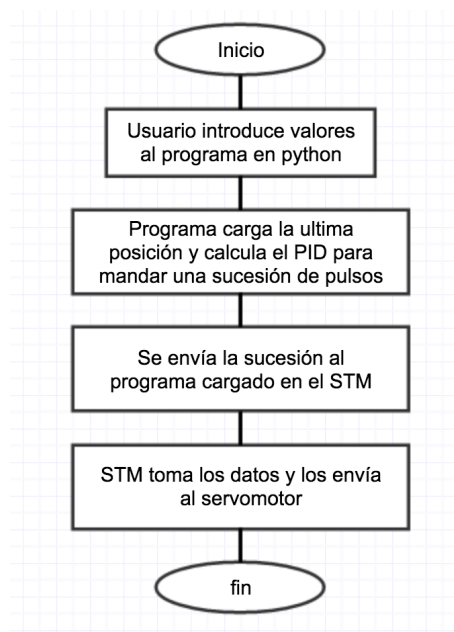 Inicio
Usuario introduce valores
al programa en python
Programa carga la ultima
posición y calcula el PID para
mandar una sucesión de pulsos
Se envía la sucesión al
programa cargado en el STM
STM toma los datos y los envía
al servomotor
fin